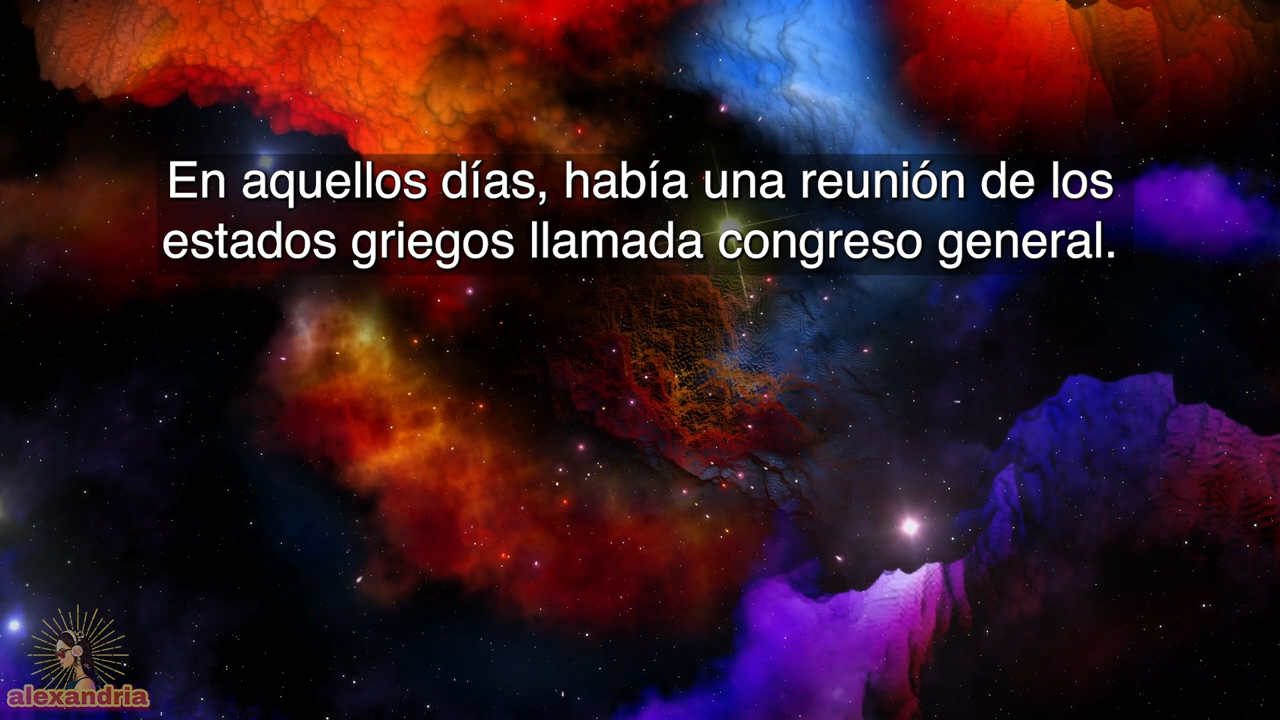 En aquellos días, había una reunión de los
estados griegos llamada congreso general.
alexandria